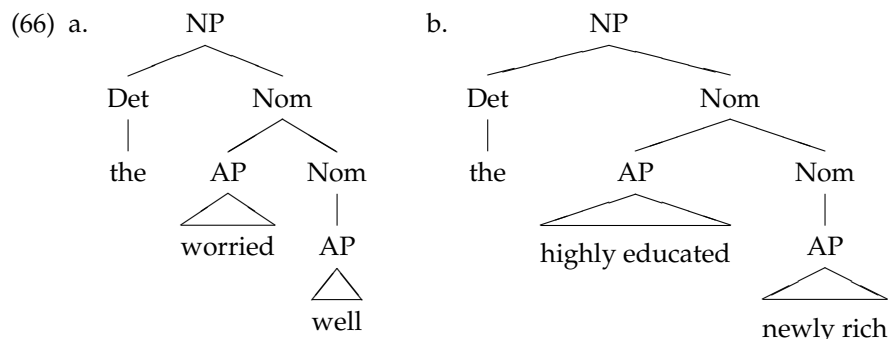 (66) a. NP b. NP
Det Nom Det Nom
the AP Nom the AP Nom
worried AP highly educated AP
well newly rich